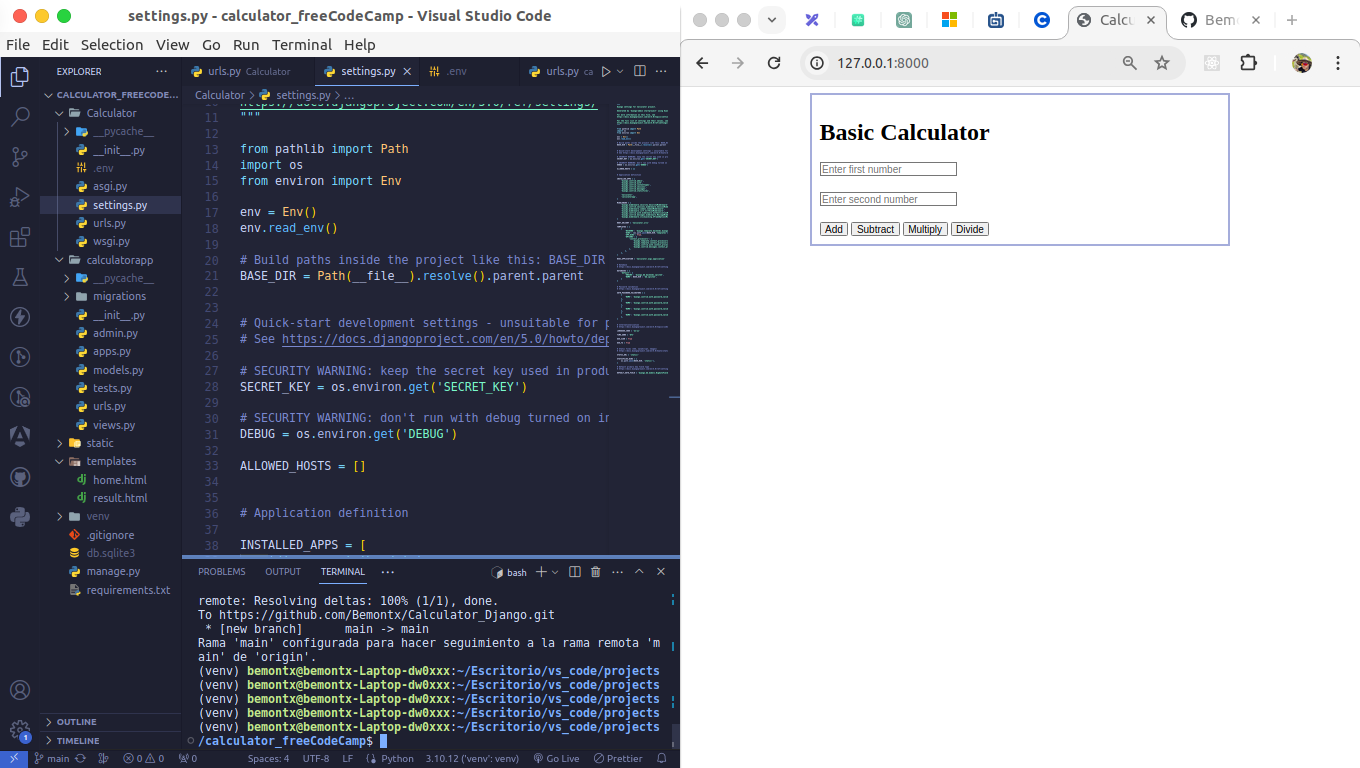 settings.py - calculator_freeCodeCamp - Visual Studio Code
File Edit Selection View Go Run Terminal Help
EXPLORER
CALCULATOR_FREECODE...
Calculator
__pycache__
__init__.py
.env
asgi.py
settings.py
urls.py
wsgi.py
calculatorapp
__pycache__
migrations
__init__.py
admin.py
apps.py
models.py
tests.py
urls.py
views.py
static
templates
home.html
result.html
venv
.gitignore
db.sqlite3
manage.py
requirements.txt
OUTLINE
TIMELINE
urls.py Calculator settings.py .env urls.py ca
Calculator > settings.py > ...
11 """
12
13 from pathlib import Path
14 import os
15 from environ import Env
16
17 env = Env()
18 env.read_env()
19
20 # Build paths inside the project like this: BASE_DIR
21 BASE_DIR = Path(__file__).resolve().parent.parent
22
23
24 # Quick-start development settings - unsuitable for p
25 # See https://docs.djangoproject.com/en/5.0/howto/dep
26
27 # SECURITY WARNING: keep the secret key used in produ
28 SECRET_KEY = os.environ.get('SECRET_KEY')
29
30 # SECURITY WARNING: don't run with debug turned on in
31 DEBUG = os.environ.get('DEBUG')
32
33 ALLOWED_HOSTS = []
34
35
36 # Application definition
37
38 INSTALLED_APPS = [
PROBLEMS OUTPUT TERMINAL ... bash
remote: Resolving deltas: 100% (1/1), done.
To https://github.com/Bemontx/Calculator_Django.git
* [new branch] main -> main
Rama 'main' configurada para hacer seguimiento a la rama remota 'm
ain' de 'origin'.
(venv) bemontx@bemontx-Laptop-dw0xxx:~/Escritorio/vs_code/projects
(venv) bemontx@bemontx-Laptop-dw0xxx:~/Escritorio/vs_code/projects
(venv) bemontx@bemontx-Laptop-dw0xxx:~/Escritorio/vs_code/projects
(venv) bemontx@bemontx-Laptop-dw0xxx:~/Escritorio/vs_code/projects
(venv) bemontx@bemontx-Laptop-dw0xxx:~/Escritorio/vs_code/projects
/calculator_freeCodeCamp$
1
main 0 0 0 Spaces: 4 UTF-8 LF Python 3.10.12 ('venv': venv) Go Live Prettier
Calcu Bemo
127.0.0.1:8000
Basic Calculator
Enter first number
Enter second number
Add Subtract Multiply Divide